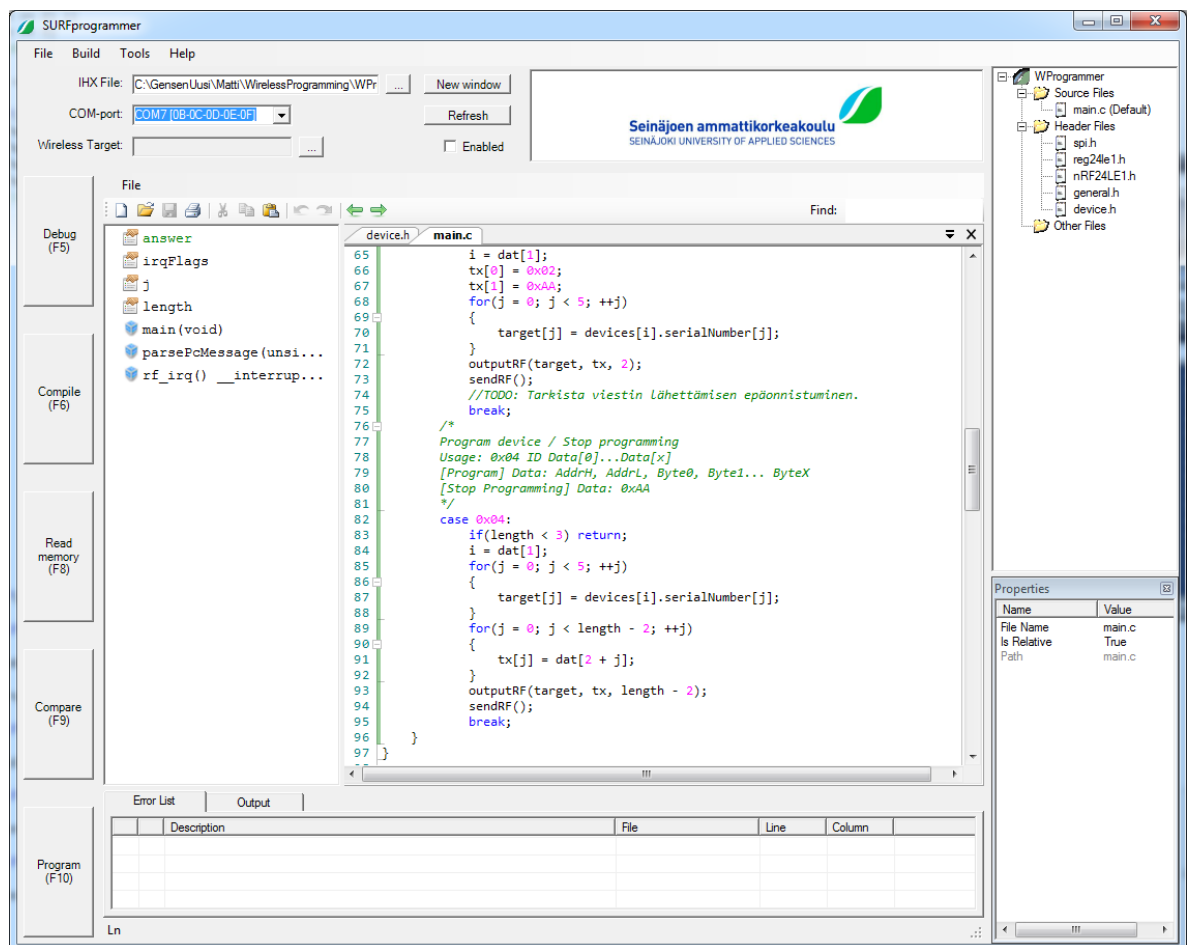 SURFprogrammer
File Build Tools Help
IHX File: C:\GensenUusi\Matti\WirelessProgramming\WPr ... New window
COM-port: COM7 [0B-0C-0D-0E-0F] Refresh
Wireless Target: ... Enabled
Seinäjoen ammattikorkeakoulu
SEINÄJOKI UNIVERSITY OF APPLIED SCIENCES
WProgrammer
Source Files
main.c (Default)
Header Files
spi.h
reg24le1.h
nRF24LE1.h
general.h
device.h
Other Files
Debug
(F5)
Compile
(F6)
Read
memory
(F8)
Compare
(F9)
Program
(F10)
File
Find:
answer
irqFlags
j
length
main(void)
parsePcMessage(unsi...
rf_irq() __interrup...
device.h main.c
65 i = dat[1];
66 tx[0] = 0x02;
67 tx[1] = 0xAA;
68 for(j = 0; j < 5; ++j)
69 {
70 target[j] = devices[i].serialNumber[j];
71 }
72 outputRF(target, tx, 2);
73 sendRF();
74 //TODO: Tarkista viestin lähettämisen epäonnistuminen.
75 break;
76 /*
77 Program device / Stop programming
78 Usage: 0x04 ID Data[0]...Data[x]
79 [Program] Data: AddrH, AddrL, Byte0, Byte1... ByteX
80 [Stop Programming] Data: 0xAA
81 */
82 case 0x04:
83 if(length < 3) return;
84 i = dat[1];
85 for(j = 0; j < 5; ++j)
86 {
87 target[j] = devices[i].serialNumber[j];
88 }
89 for(j = 0; j < length - 2; ++j)
90 {
91 tx[j] = dat[2 + j];
92 }
93 outputRF(target, tx, length - 2);
94 sendRF();
95 break;
96 }
97 }
Properties
Name Value
File Name main.c
Is Relative True
Path main.c
Error List Output
Description File Line Column
Ln